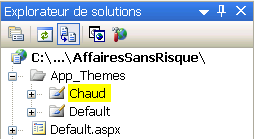 Explorateur de solutions
C:\...\AffairesSansRisque\
App_Themes
Chaud
Default
Default.aspx